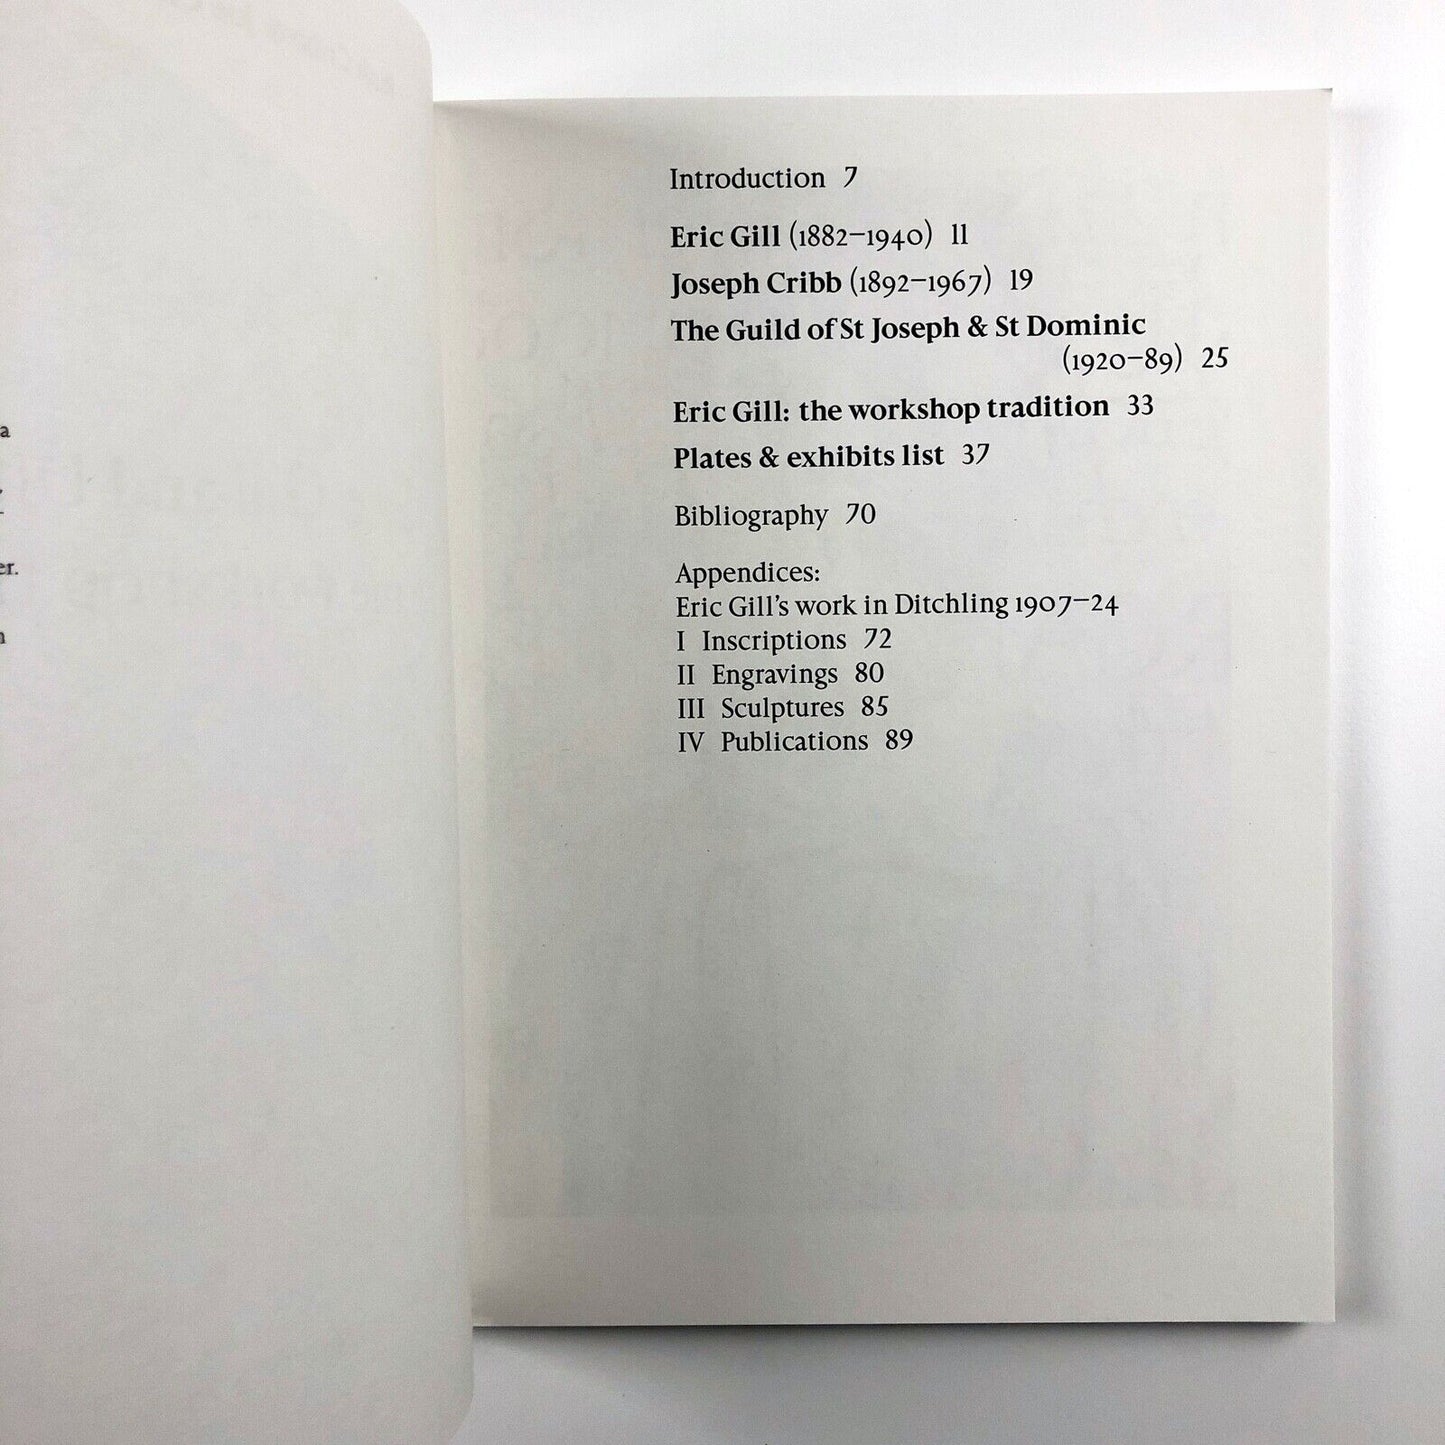 a
er.
Introduction 7
Eric Gill (1882–1940) 11
Joseph Cribb (1892–1967) 19
The Guild of St Joseph & St Dominic
(1920–89) 25
Eric Gill: the workshop tradition 33
Plates & exhibits list 37
Bibliography 70
Appendices:
Eric Gill's work in Ditchling 1907–24
I Inscriptions 72
II Engravings 80
III Sculptures 85
IV Publications 89